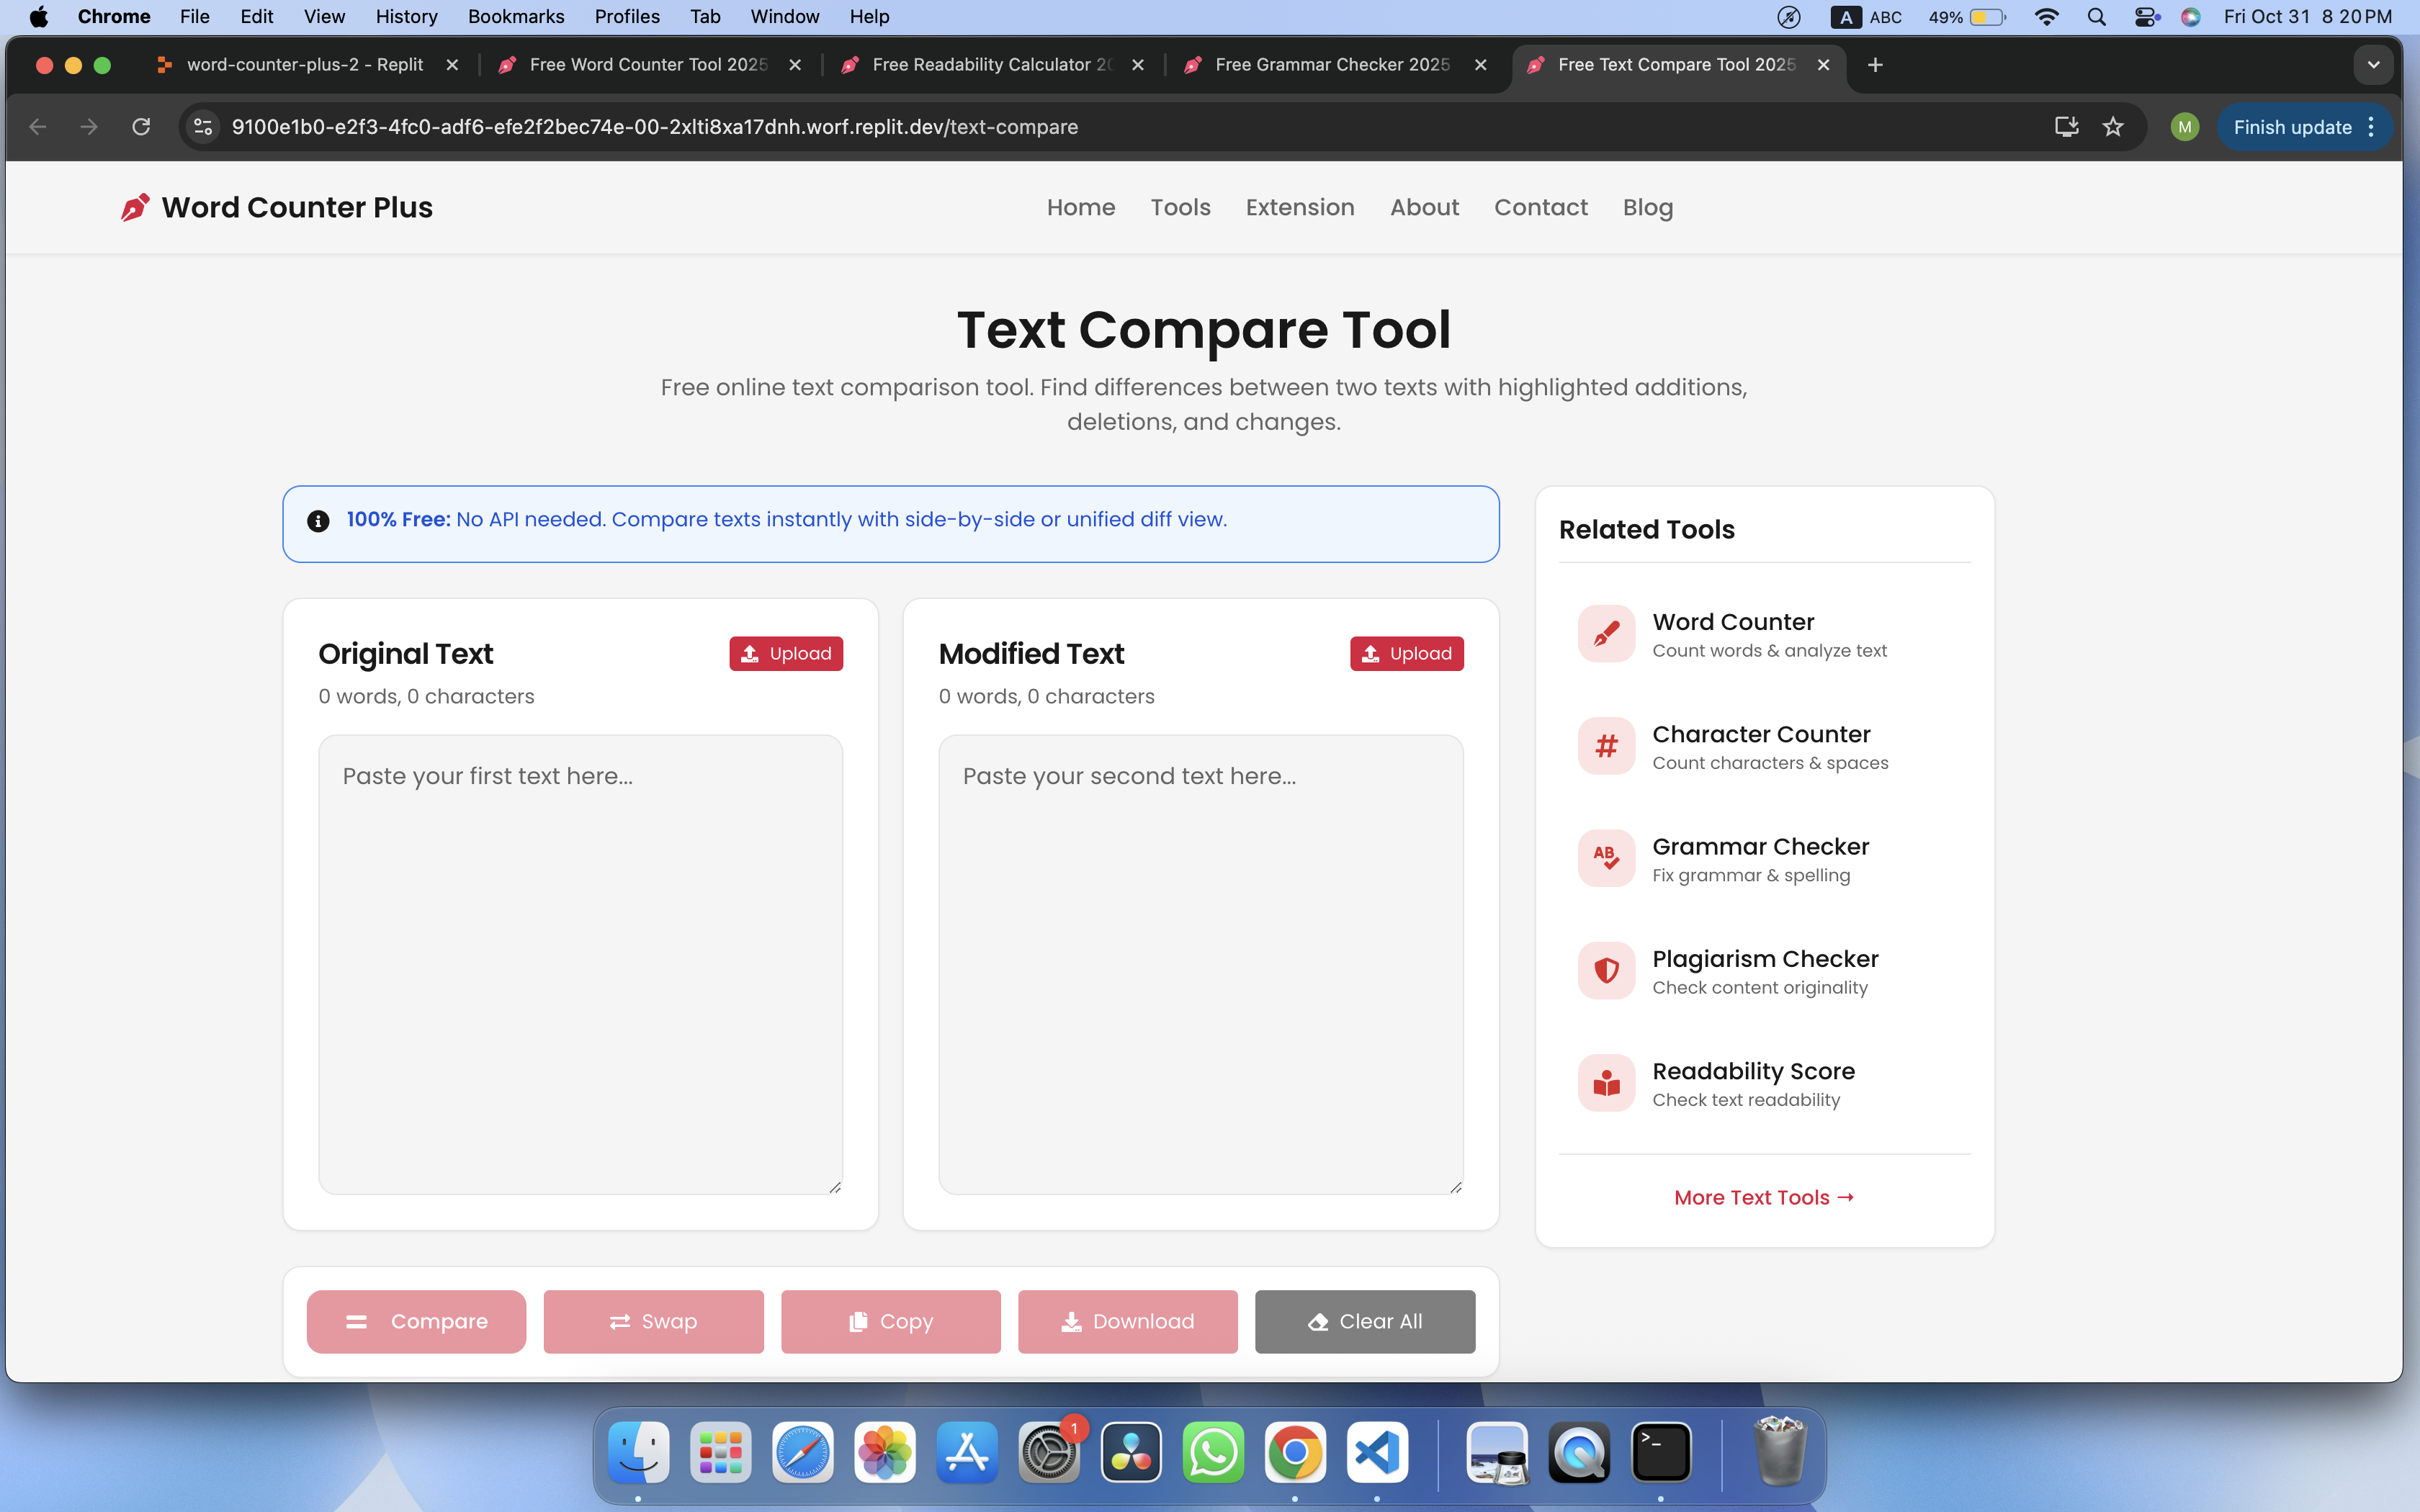 Chrome File Edit View History Bookmarks Profiles Tab Window Help A ABC 49% Fri Oct 31 8 20 PM
word-counter-plus-2 - Replit Free Word Counter Tool 2025 Free Readability Calculator 20 Free Grammar Checker 2025 Free Text Compare Tool 2025
9100e1b0-e2f3-4fc0-adf6-efe2f2bec74e-00-2xlti8xa17dnh.worf.replit.dev/text-compare M Finish update
Word Counter Plus Home Tools Extension About Contact Blog
Text Compare Tool
Free online text comparison tool. Find differences between two texts with highlighted additions,
deletions, and changes.
100% Free: No API needed. Compare texts instantly with side-by-side or unified diff view.
Original Text Upload
0 words, 0 characters
Paste your first text here...
Modified Text Upload
0 words, 0 characters
Paste your second text here...
Compare Swap Copy Download Clear All
Related Tools
Word Counter
Count words & analyze text
#
Character Counter
Count characters & spaces
AB
Grammar Checker
Fix grammar & spelling
Plagiarism Checker
Check content originality
Readability Score
Check text readability
More Text Tools →
1
>_